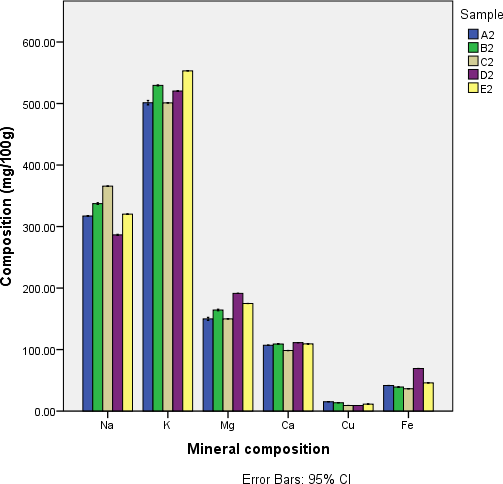 Sample
A2
B2
C2
D2
E2
Composition (mg/100g)
600.00
500.00
400.00
300.00
200.00
100.00
0.00
Na K Mg Ca Cu Fe
Mineral composition
Error Bars: 95% CI